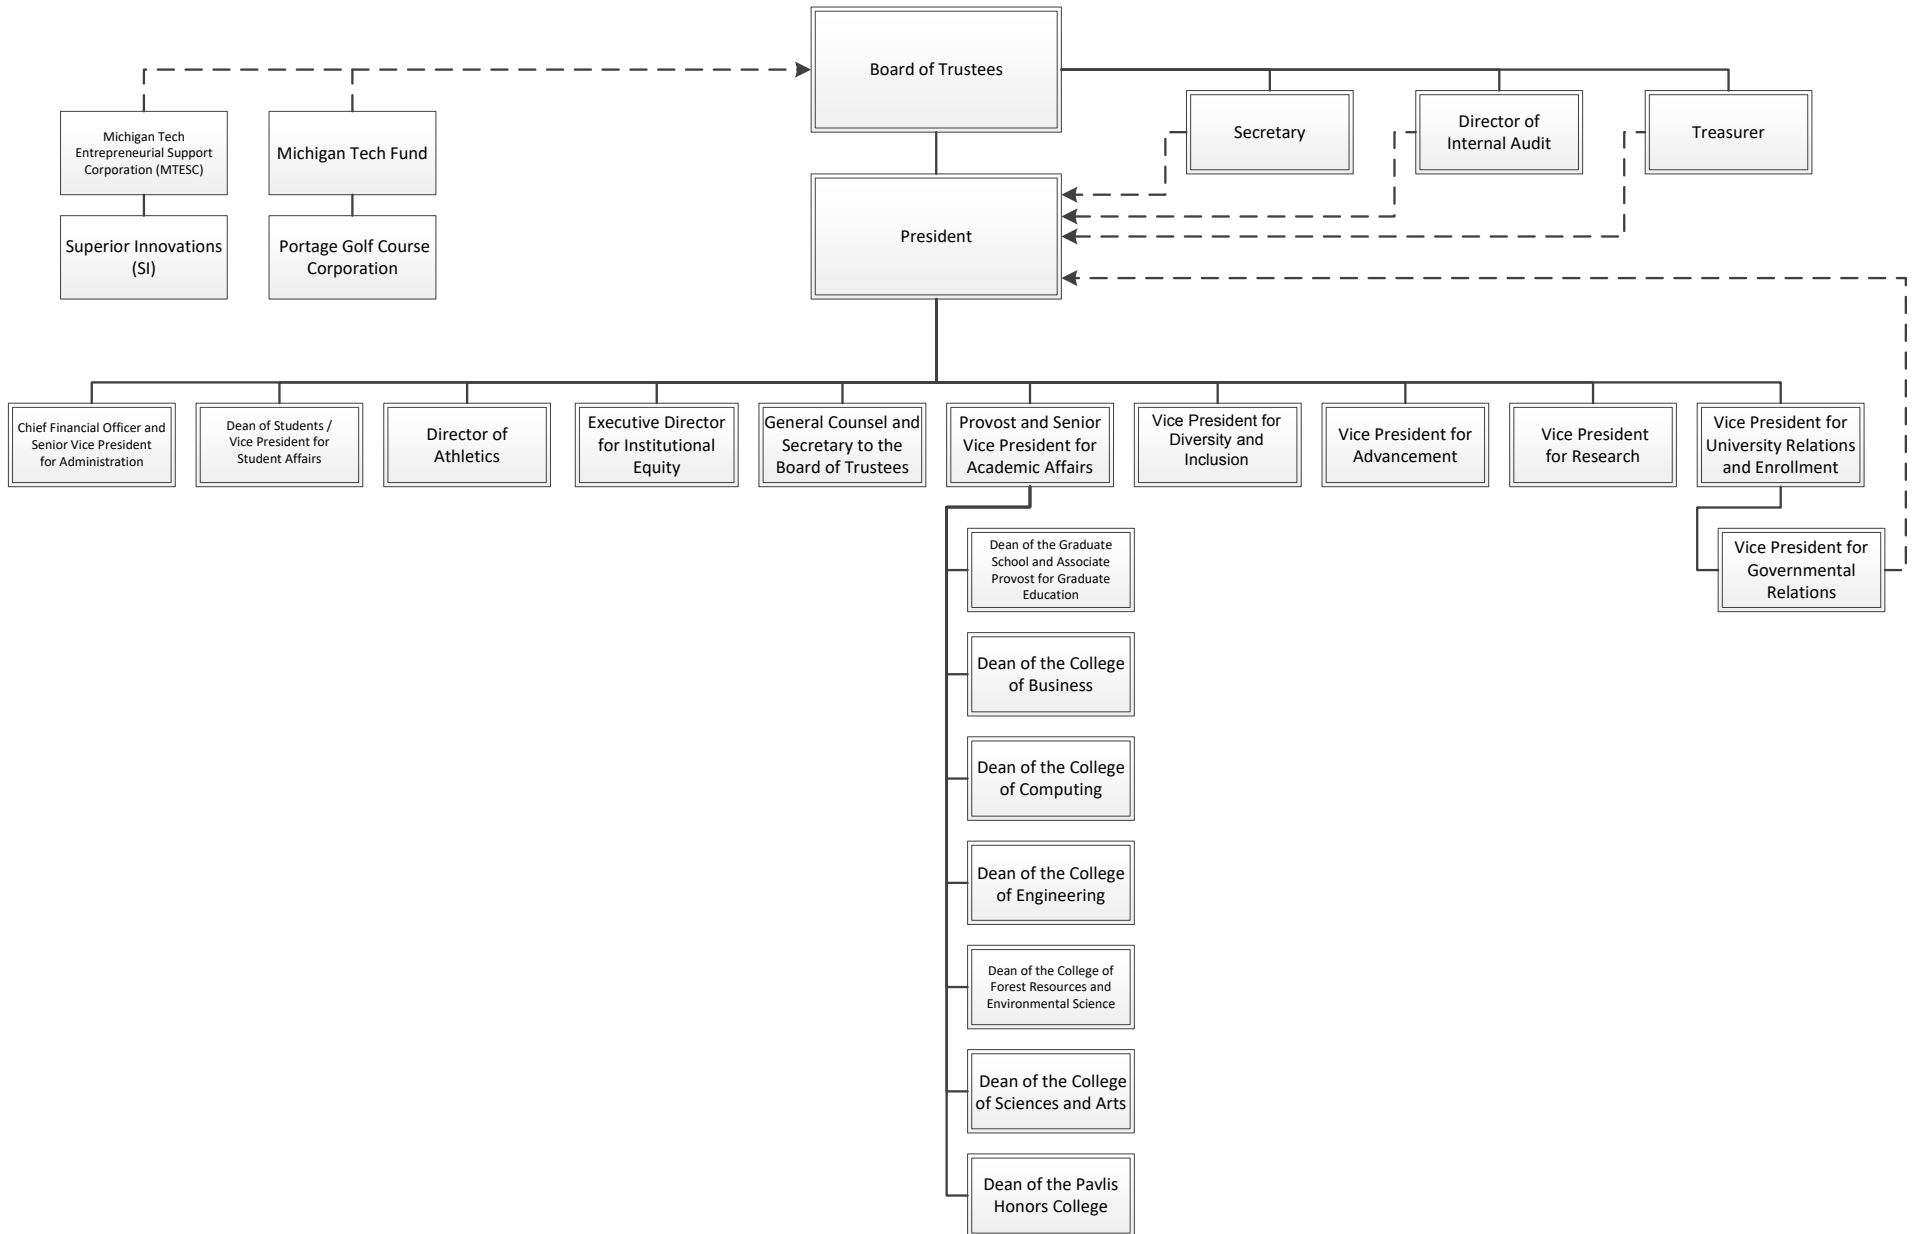 Board of Trustees
Michigan Tech
Entrepreneurial Support
Corporation (MTESC)
Michigan Tech Fund
Secretary
Director of
Internal Audit
Treasurer
Superior Innovations
(SI)
Portage Golf Course
Corporation
President
Chief Financial Officer and
Senior Vice President
for Administration
Dean of Students /
Vice President for
Student Affairs
Director of
Athletics
Executive Director
for Institutional
Equity
General Counsel and
Secretary to the
Board of Trustees
Provost and Senior
Vice President for
Academic Affairs
Vice President for
Diversity and
Inclusion
Vice President for
Advancement
Vice President
for Research
Vice President for
University Relations
and Enrollment
Dean of the Graduate
School and Associate
Provost for Graduate
Education
Vice President for
Governmental
Relations
Dean of the College
of Business
Dean of the College
of Computing
Dean of the College
of Engineering
Dean of the College of
Forest Resources and
Environmental Science
Dean of the College
of Sciences and Arts
Dean of the Pavlis
Honors College